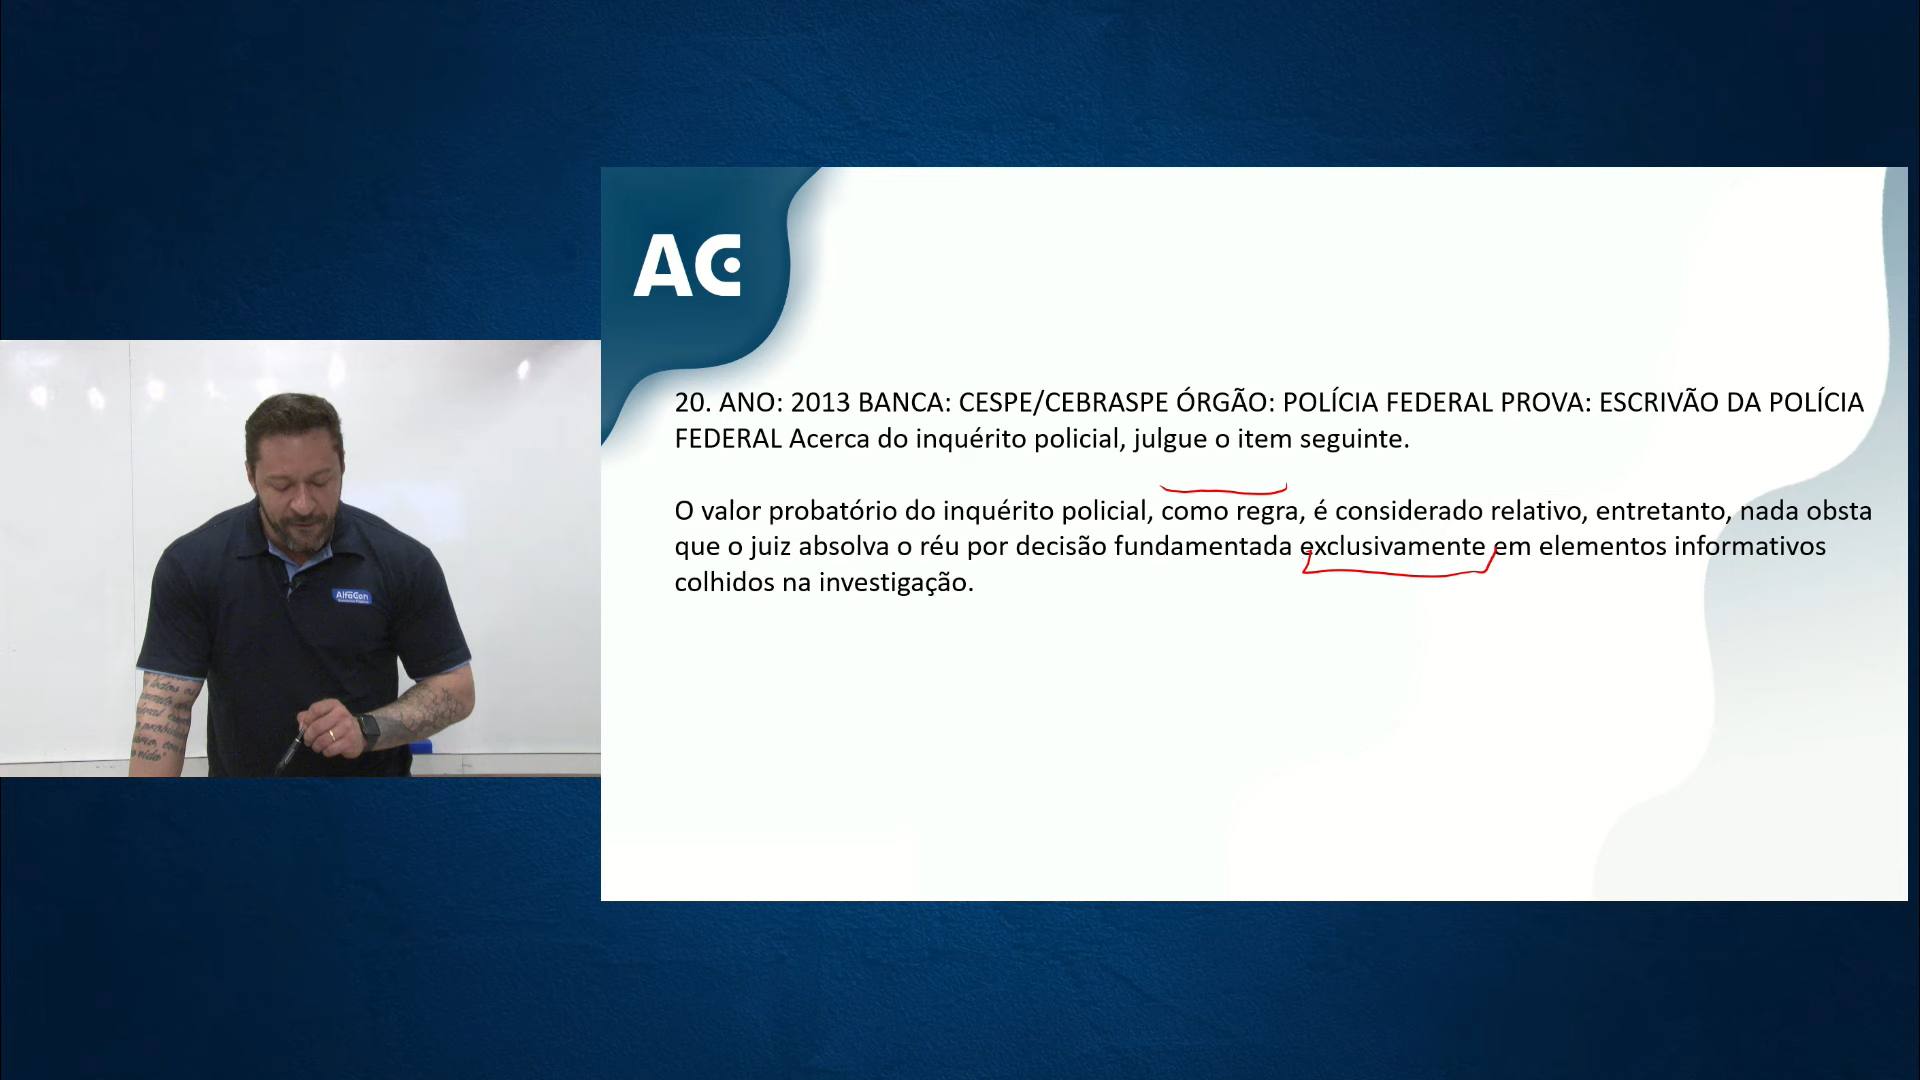 AC
20. ANO: 2013 BANCA: CESPE/CEBRASPE ÓRGÃO: POLÍCIA FEDERAL PROVA: ESCRIVÃO DA POLÍCIA
FEDERAL Acerca do inquérito policial, julgue o item seguinte.
O valor probatório do inquérito policial, como regra, é considerado relativo, entretanto, nada obsta
que o juiz absolva o réu por decisão fundamentada exclusivamente em elementos informativos
colhidos na investigação.
AlfaCon